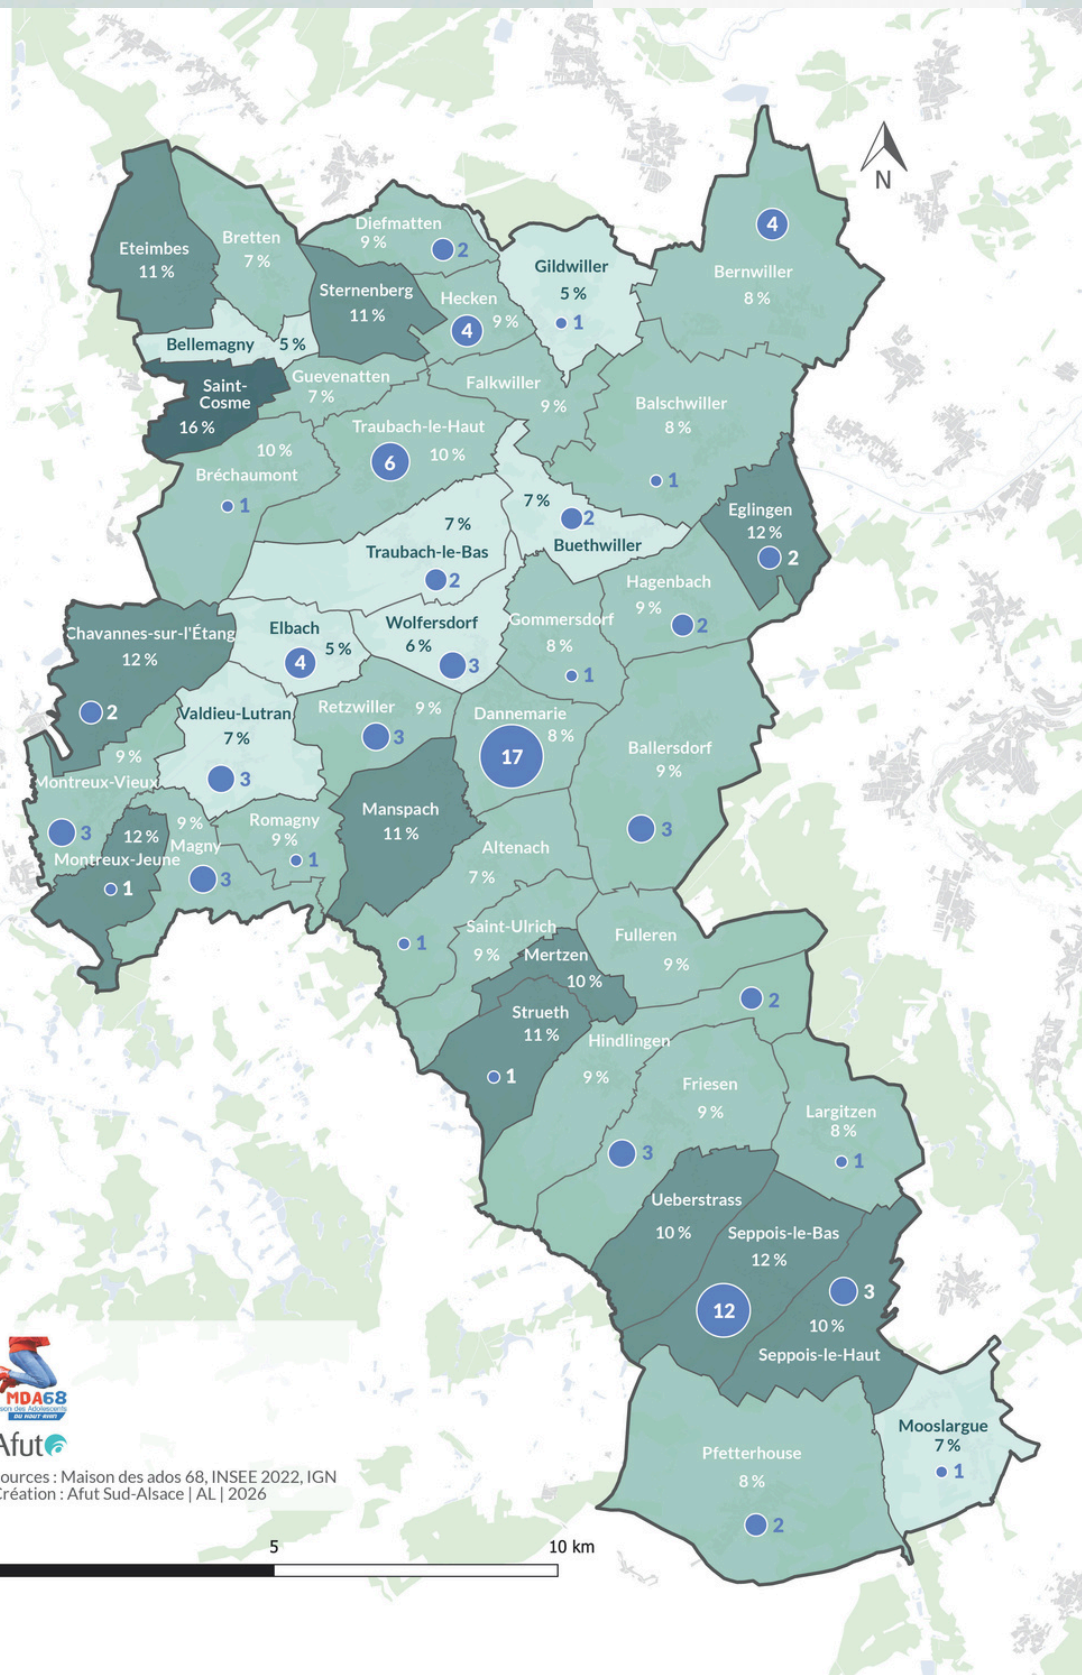 N
4
Bernwiller
8 %
Eteimbes
11 %
Bretten
7 %
Diefmatten
9 %
2
Gildwiller
5 %
1
Sternenberg
11 %
Hecken
9 %
4
Bellemagny
5 %
Saint-
Cosme
16 %
Guevenatten
7 %
Falkwiller
9 %
Balschwiller
8 %
1
Traubach-le-Haut
10 %
6
10 %
Bréchaumont
1
7 %
2
Buethwiller
Eglingen
12 %
2
7 %
Traubach-le-Bas
2
Hagenbach
9 %
2
Chavannes-sur-l'Étang
12 %
2
Elbach
5 %
4
Wolfersdorf
6 %
3
Gommersdorf
8 %
1
Valdieu-Lutran
7 %
3
Retzwiller
9 %
3
Dannemarie
8 %
17
Ballersdorf
9 %
3
9 %
Montreux-Vieux
3
12 %
Montreux-Jeune
1
9 %
Magny
3
Romagny
9 %
1
Manspach
11 %
Altenach
7 %
1
Saint-Ulrich
9 %
Mertzen
10 %
Fulleren
9 %
2
Strueth
11 %
1
Hindlingen
9 %
Friesen
9 %
3
Largitzen
8 %
1
Ueberstrass
10 %
Seppois-le-Bas
12 %
12
3
10 %
Seppois-le-Haut
Mooslargue
7 %
1
Pfetterhouse
8 %
2
MDA68
son des Adolescents
DU HAUT RHIN
Afut
ources : Maison des ados 68, INSEE 2022, IGN
Création : Afut Sud-Alsace | AL | 2026
5
10 km